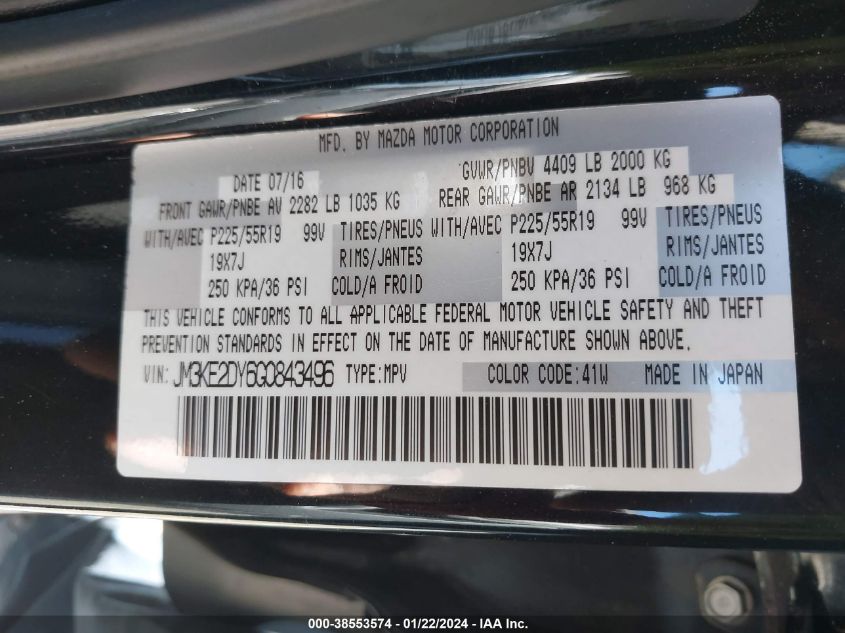 MFD. BY MAZDA MOTOR CORPORATION
DATE 07/16 GVWR/PNBV 4409 LB 2000 KG
FRONT GAWR/PNBE AV 2282 LB 1035 KG REAR GAWR/PNBE AR 2134 LB 968 KG
WITH/AVEC P225/55R19 99V TIRES/PNEUS WITH/AVEC P225/55R19 99V TIRES/PNEUS
19X7J RIMS/JANTES 19X7J RIMS/JANTES
250 KPA/36 PSI COLD/A FROID 250 KPA/36 PSI COLD/A FROID
THIS VEHICLE CONFORMS TO ALL APPLICABLE FEDERAL MOTOR VEHICLE SAFETY AND THEFT
PREVENTION STANDARDS IN EFFECT ON THE DATE OF MANUFACTURE SHOWN ABOVE.
VIN: JM3KE2DY6G0843496 TYPE:MPV COLOR CODE:41W MADE IN JAPAN
000-38553574 - 01/22/2024 - IAA Inc.